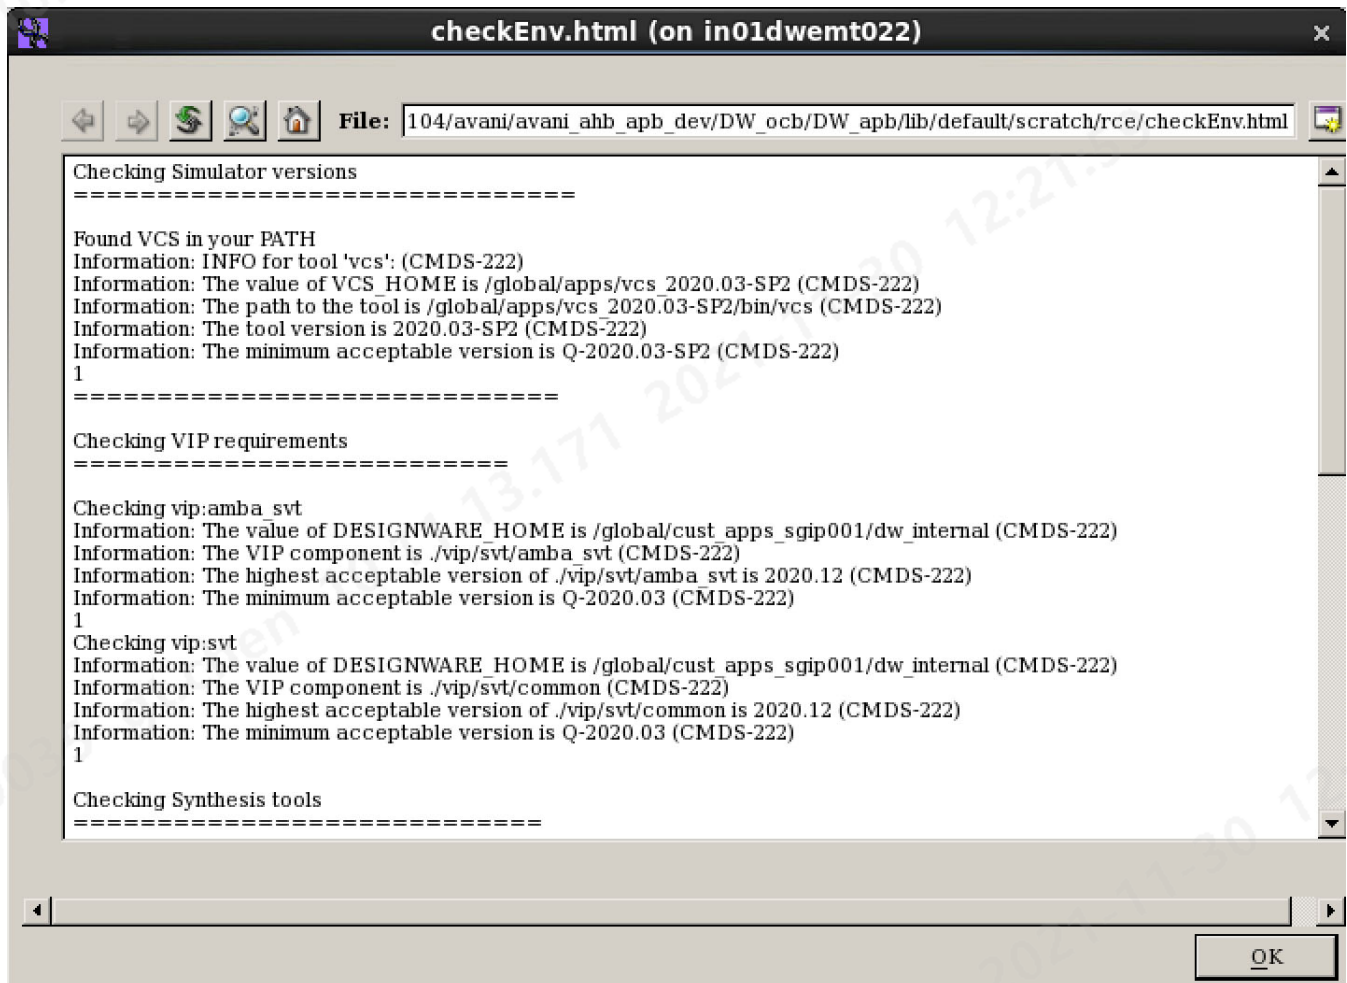 checkEnv.html (on in01dwemt022)
File: 104/avani/avani_ahb_apb_dev/DW_ocb/DW_apb/lib/default/scratch/rce/checkEnv.html
Checking Simulator versions
==============================
Found VCS in your PATH
Information: INFO for tool 'vcs': (CMDS-222)
Information: The value of VCS_HOME is /global/apps/vcs_2020.03-SP2 (CMDS-222)
Information: The path to the tool is /global/apps/vcs_2020.03-SP2/bin/vcs (CMDS-222)
Information: The tool version is 2020.03-SP2 (CMDS-222)
Information: The minimum acceptable version is Q-2020.03-SP2 (CMDS-222)
1
=============================
Checking VIP requirements
==========================
Checking vip:amba_svt
Information: The value of DESIGNWARE_HOME is /global/cust_apps_sgip001/dw_internal (CMDS-222)
Information: The VIP component is ./vip/svt/amba_svt (CMDS-222)
Information: The highest acceptable version of ./vip/svt/amba_svt is 2020.12 (CMDS-222)
Information: The minimum acceptable version is Q-2020.03 (CMDS-222)
1
Checking vip:svt
Information: The value of DESIGNWARE_HOME is /global/cust_apps_sgip001/dw_internal (CMDS-222)
Information: The VIP component is ./vip/svt/common (CMDS-222)
Information: The highest acceptable version of ./vip/svt/common is 2020.12 (CMDS-222)
Information: The minimum acceptable version is Q-2020.03 (CMDS-222)
1
Checking Synthesis tools
============================
OK